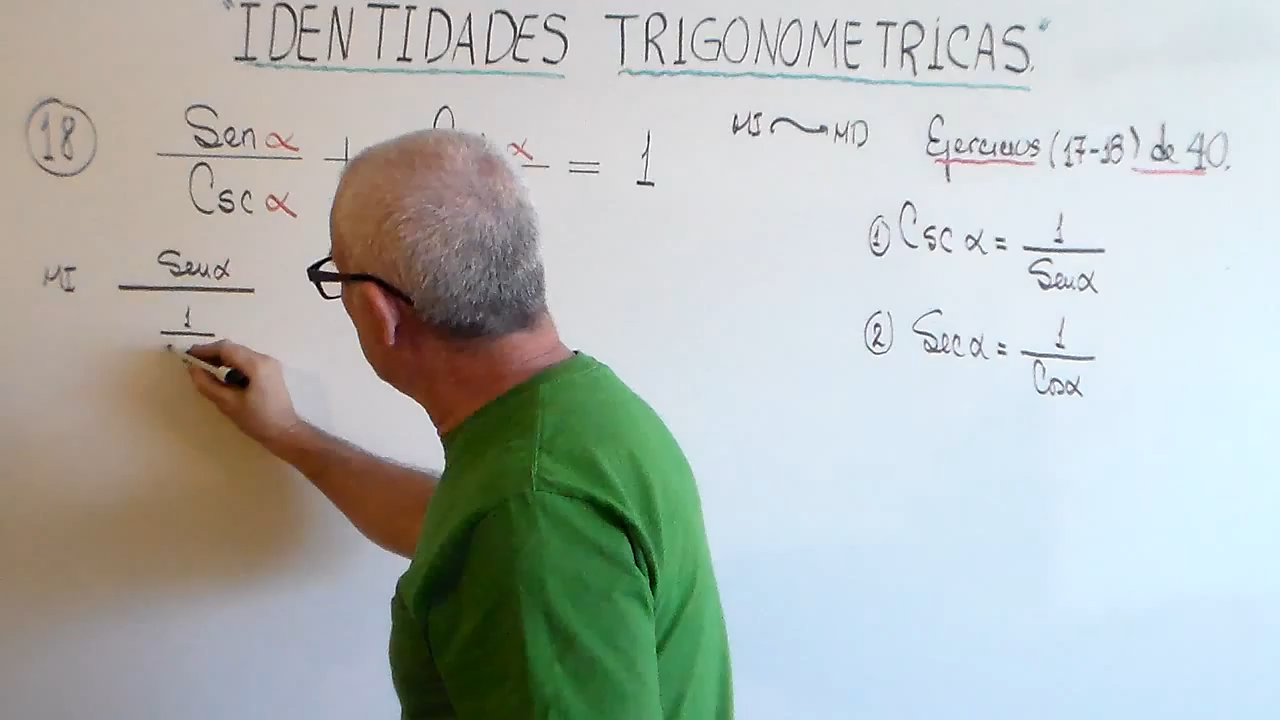 "IDENTIDADES TRIGONOMETRICAS."
18 Sen α / Csc α + α = 1
MI → MD
Ejercicios (17-18) de 40.
1 Csc α = 1 / Sen α
2 Sec α = 1 / Cos α
MI Sen α / 1